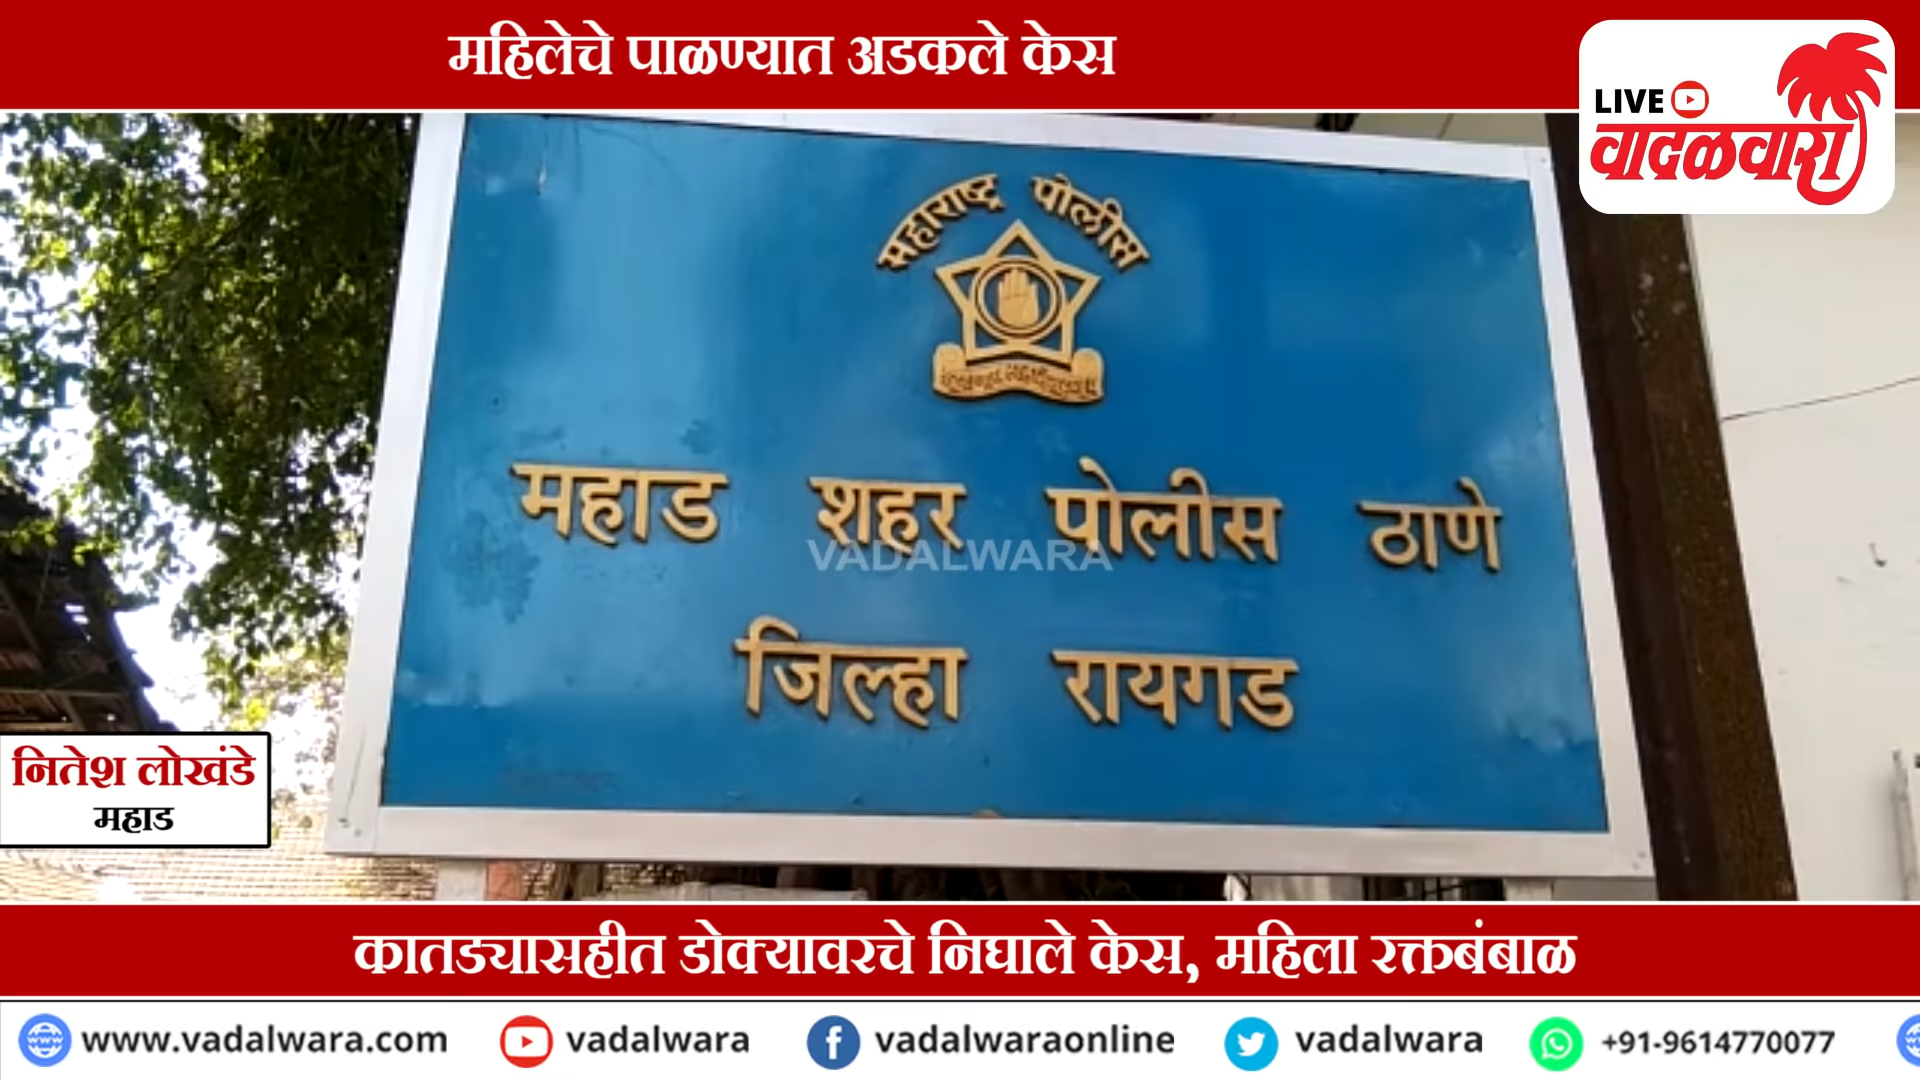 महिलेचे पाळण्यात अडकले केस
LIVE
वादळवारा
महाराष्ट्र पोलीस
महाड शहर पोलीस ठाणे
VADALWARA
जिल्हा रायगड
नितेश लोखंडे
महाड
कातड्यासहीत डोक्यावरचे निघाले केस, महिला रक्तबंबाळ
www.vadalwara.com vadalwara vadalwaraonline vadalwara +91-9614770077